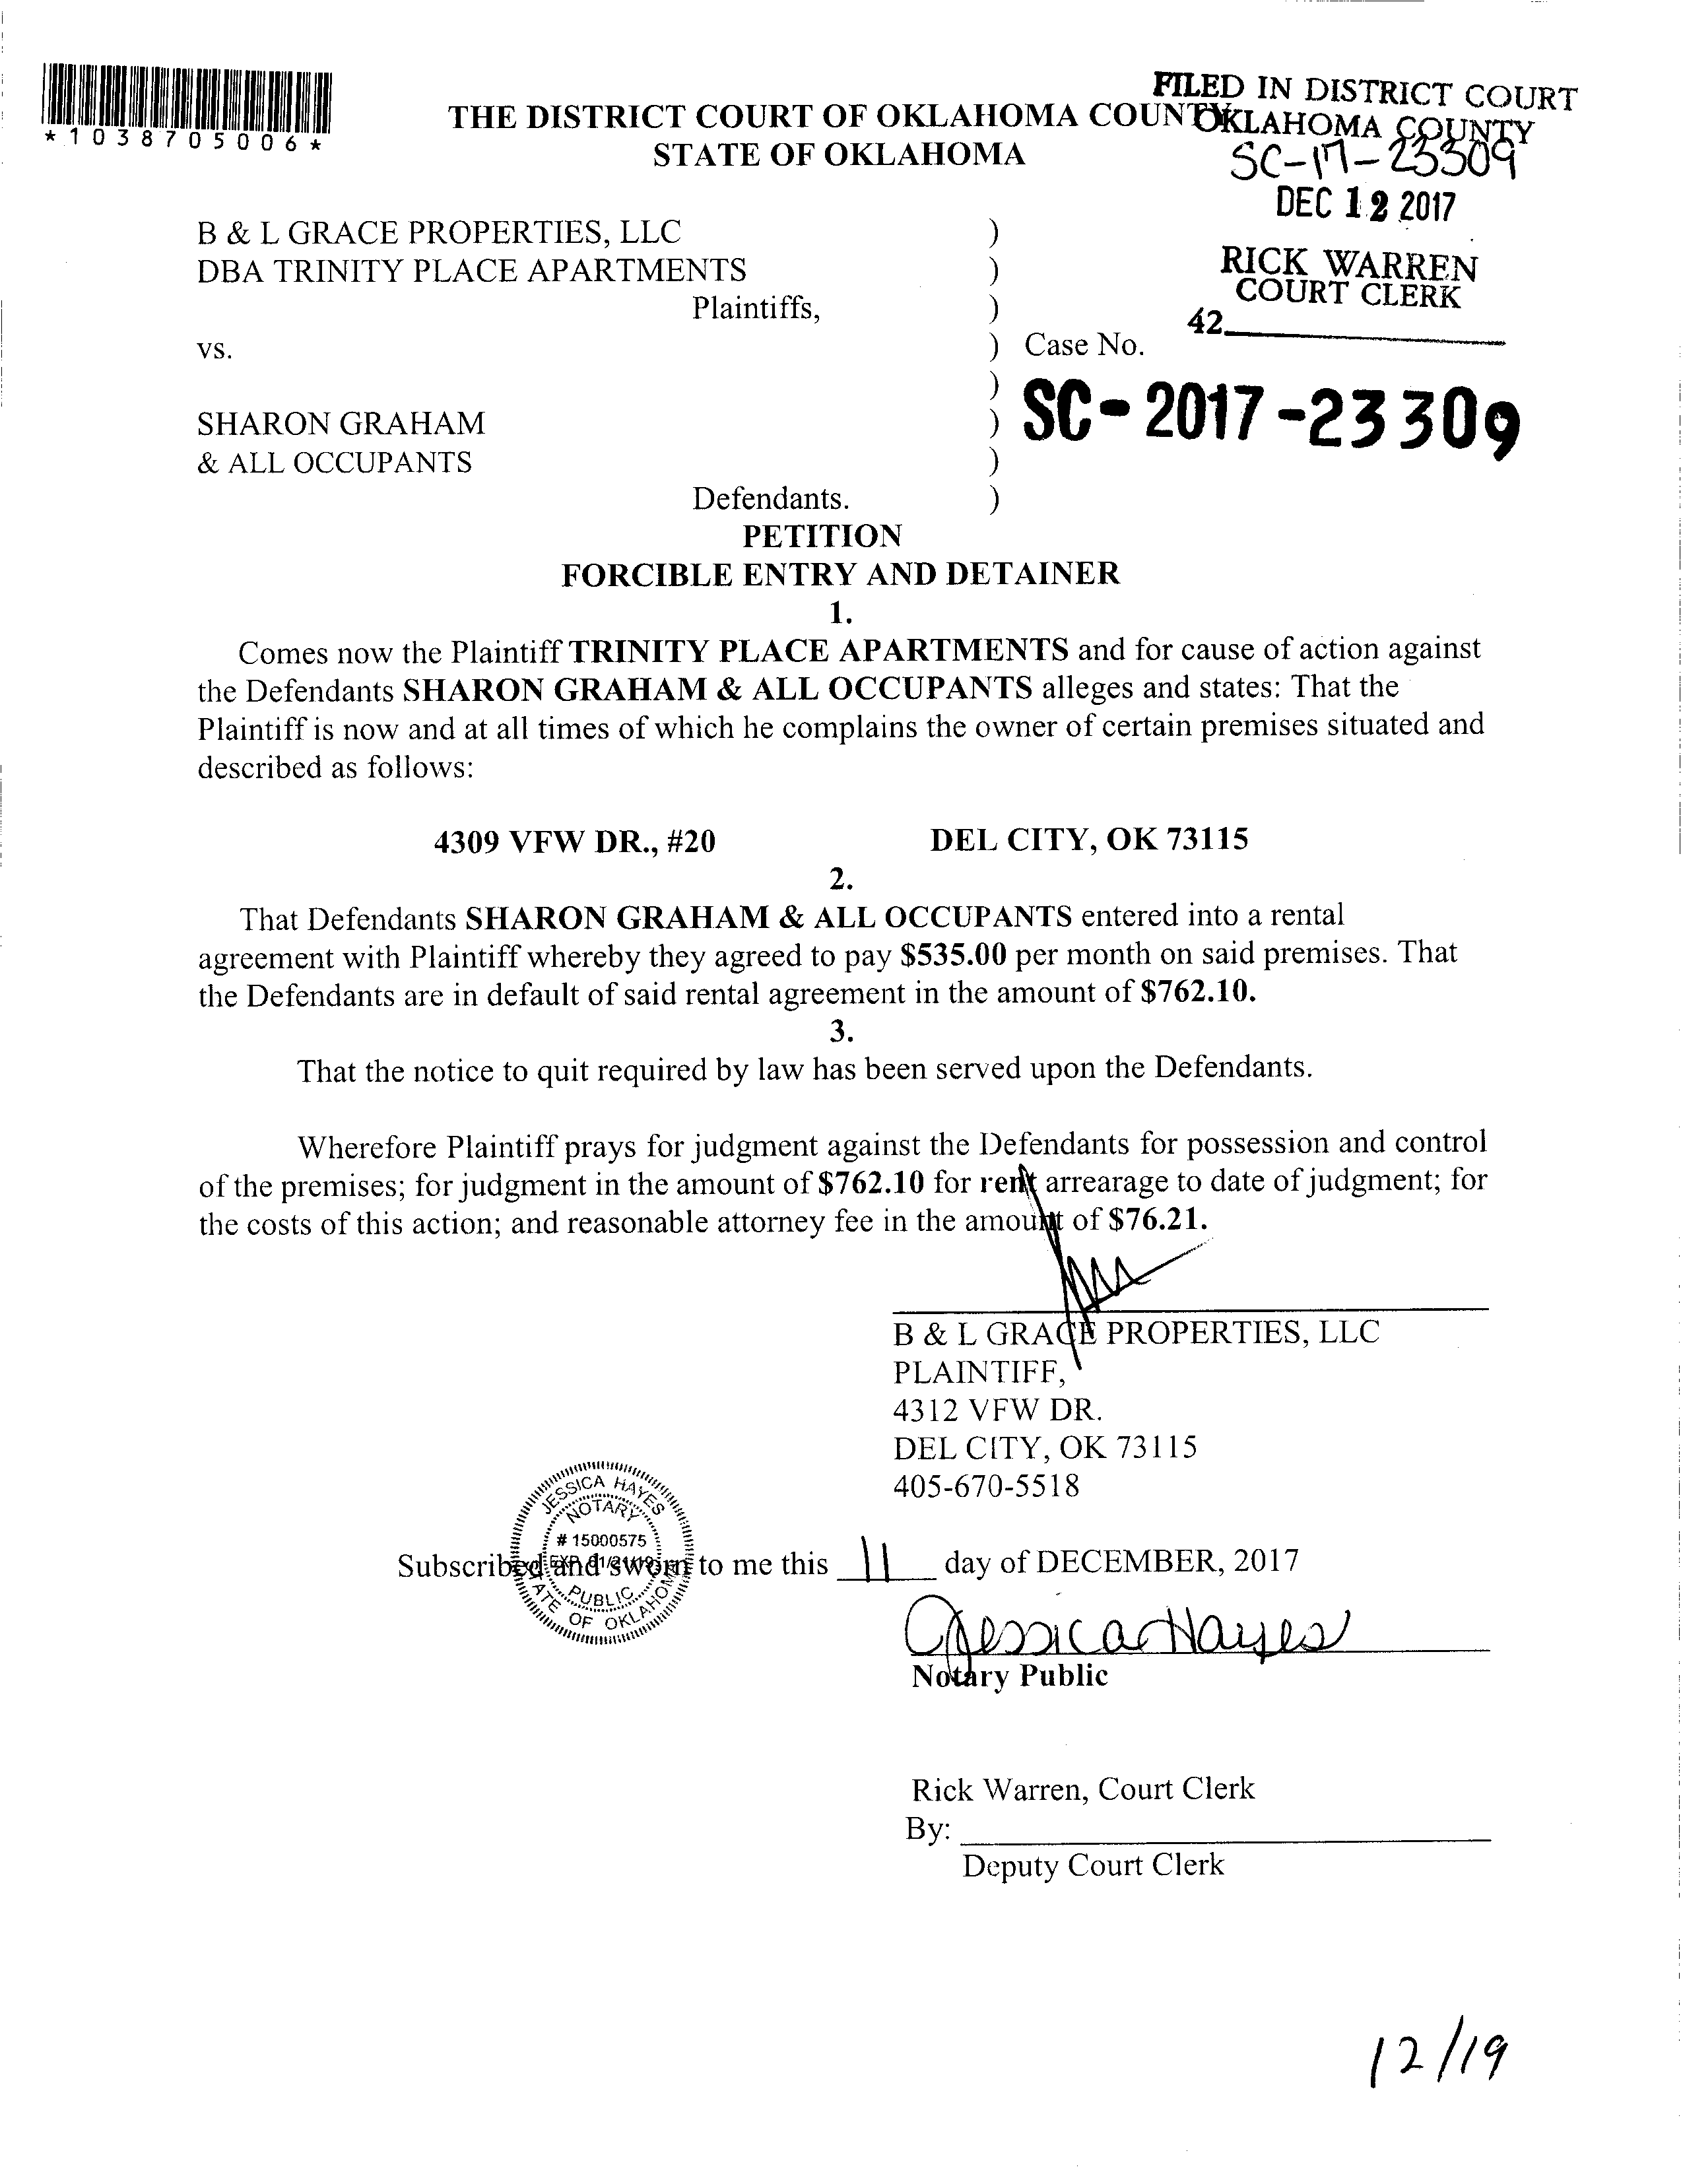 *1038705006*
THE DISTRICT COURT OF OKLAHOMA COUNTY
STATE OF OKLAHOMA
FILED IN DISTRICT COURT
OKLAHOMA COUNTY
SC-17-23309
DEC 12 2017
RICK WARREN
COURT CLERK
42
B & L GRACE PROPERTIES, LLC )
DBA TRINITY PLACE APARTMENTS )
Plaintiffs, )
vs. ) Case No.
)
SC-2017-23309
SHARON GRAHAM )
& ALL OCCUPANTS )
Defendants. )
PETITION
FORCIBLE ENTRY AND DETAINER
1.
Comes now the Plaintiff TRINITY PLACE APARTMENTS and for cause of action against
the Defendants SHARON GRAHAM & ALL OCCUPANTS alleges and states: That the
Plaintiff is now and at all times of which he complains the owner of certain premises situated and
described as follows:
4309 VFW DR., #20 DEL CITY, OK 73115
2.
That Defendants SHARON GRAHAM & ALL OCCUPANTS entered into a rental
agreement with Plaintiff whereby they agreed to pay $535.00 per month on said premises. That
the Defendants are in default of said rental agreement in the amount of $762.10.
3.
That the notice to quit required by law has been served upon the Defendants.
Wherefore Plaintiff prays for judgment against the Defendants for possession and control
of the premises; for judgment in the amount of $762.10 for rent arrearage to date of judgment; for
the costs of this action; and reasonable attorney fee in the amount of $76.21.
B & L GRACE PROPERTIES, LLC
PLAINTIFF,
4312 VFW DR.
DEL CITY, OK 73115
405-670-5518
JESSICA HAYES
NOTARY
# 15000575
EXP.
PUBLIC
STATE OF OKLAHOMA
Subscribed and sworn to me this 11 day of DECEMBER, 2017
Jessica Hayes
Notary Public
Rick Warren, Court Clerk
By:
Deputy Court Clerk
12/19